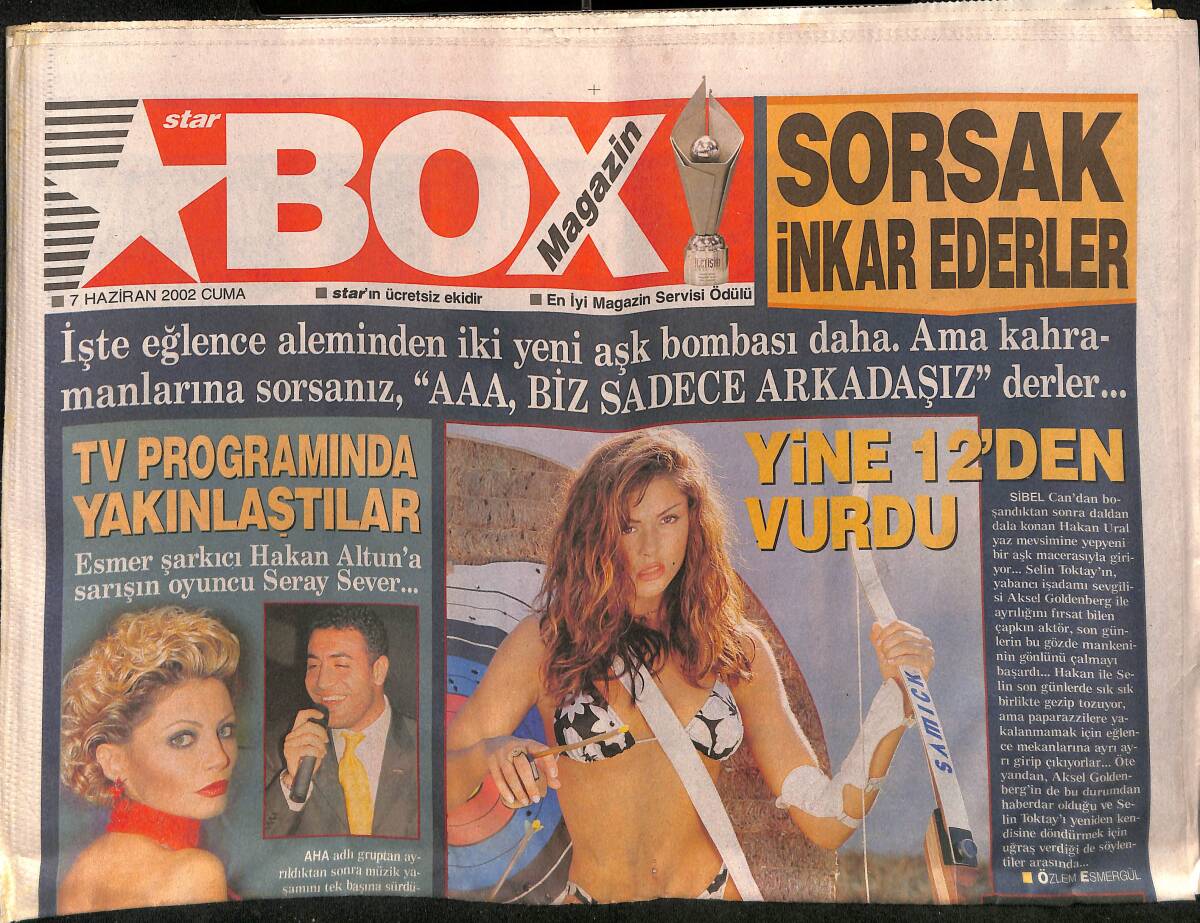 star
BOX
Magazin
7 HAZİRAN 2002 CUMA
star'ın ücretsiz ekidir
En İyi Magazin Servisi Ödülü
SORSAK
iNKAR EDERLER
İşte eğlence aleminden iki yeni aşk bombası daha. Ama kahra-
manlarına sorsanız, “AAA, BİZ SADECE ARKADAŞIZ” derler...
TV PROGRAMINDA
YAKINLAŞTILAR
Esmer şarkıcı Hakan Altun'a
sarışın oyuncu Seray Sever...
AHA adlı gruptan ay-
rıldıktan sonra müzik ya-
şamını tek başına sürdü-
YiNE 12'DEN
VURDU
SİBEL Can'dan bo-
şandıktan sonra daldan
dala konan Hakan Ural
yaz mevsimine yepyeni
bir aşk macerasıyla giri-
yor... Selin Toktay'ın,
yabancı işadamı sevgili-
si Aksel Goldenberg ile
ayrılığını fırsat bilen
çapkın aktör, son gün-
lerin bu gözde mankeni-
nin gönlünü çalmayı
başardı... Hakan ile Se-
lin son günlerde sık sık
birlikte gezip tozuyor,
ama paparazzilere ya-
kalanmamak için eğlen-
ce mekanlarına ayrı ay-
rı girip çıkıyorlar... Öte
yandan, Aksel Golden-
berg'in de bu durumdan
haberdar olduğu ve Se-
lin Toktay'ı yeniden ken-
disine döndürmek için
uğraş verdiği de söylen-
tiler arasında...
ÖZLEM ESMERGÜL
SAMICK